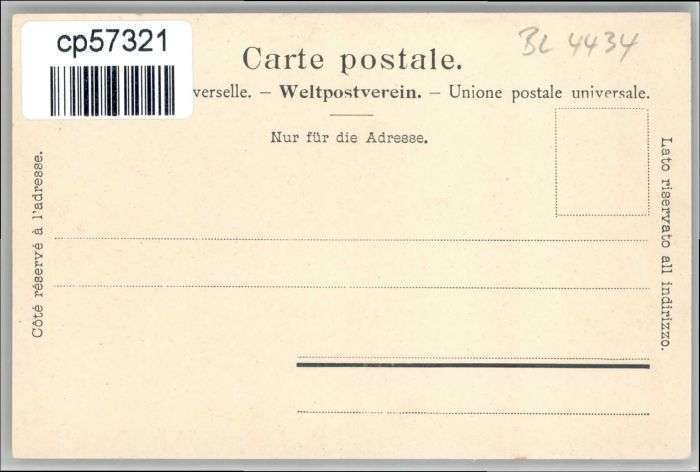 cp57321
BL 4434
Carte postale.
verselle. – Weltpostverein. – Unione postale universale.
Nur für die Adresse.
Côté réservé à l'adresse.
Lato riservato all indirizzo.